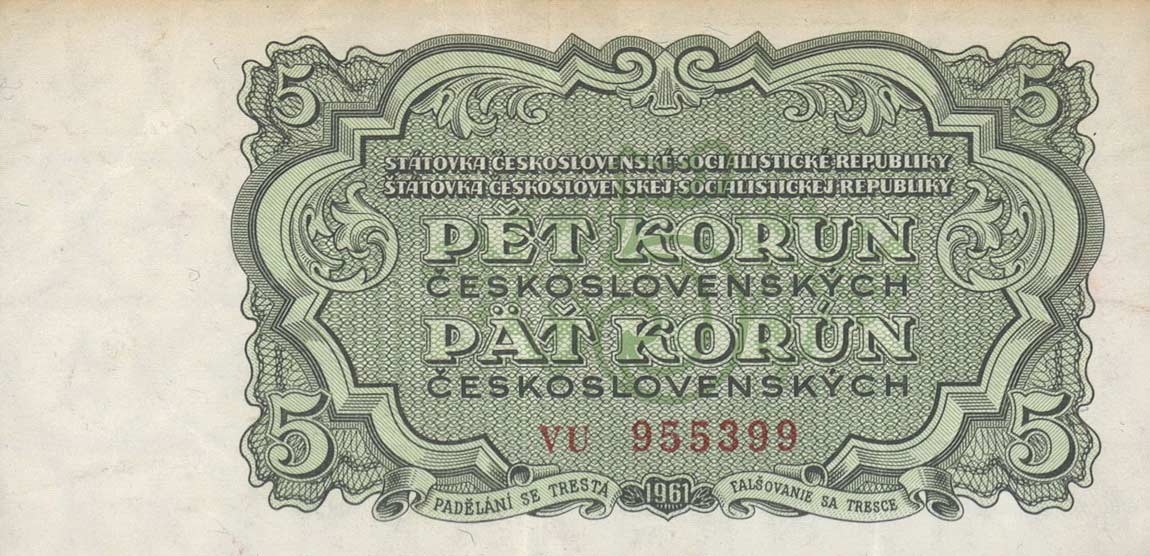 5 5
STÁTOVKA ČESKOSLOVENSKÉ SOCIALISTICKÉ REPUBLIKY
ŠTÁTOVKA ČESKOSLOVENSKEJ SOCIALISTICKEJ REPUBLIKY
PĚT KORUN
ČESKOSLOVENSKÝCH
PÄŤ KORÚN
ČESKOSLOVENSKÝCH
5 5
VU 955399
PADĚLÁNÍ SE TRESTÁ 1961 FALŠOVANIE SA TRESCE